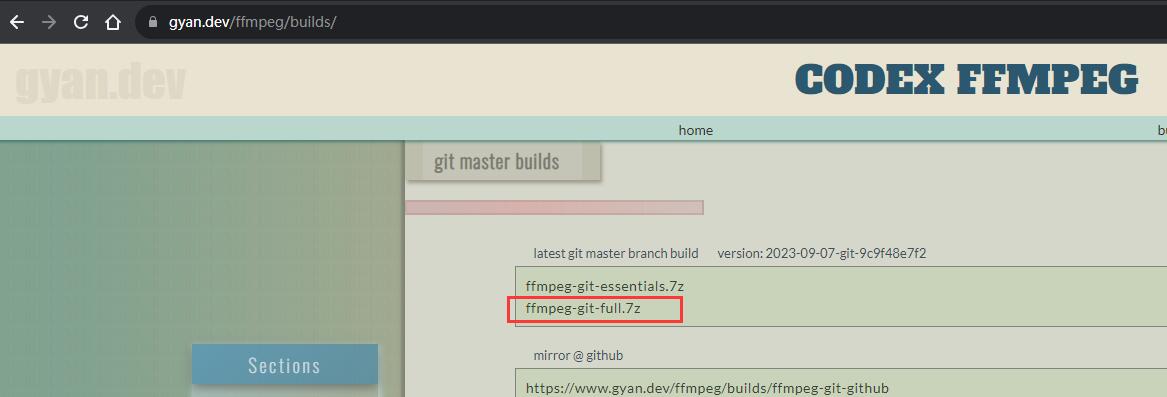 gyan.dev/ffmpeg/builds/
gyan.dev
CODEX FFMPEG
home
git master builds
latest git master branch build version: 2023-09-07-git-9c9f48e7f2
ffmpeg-git-essentials.7z
ffmpeg-git-full.7z
Sections
mirror @ github
https://www.gyan.dev/ffmpeg/builds/ffmpeg-git-github